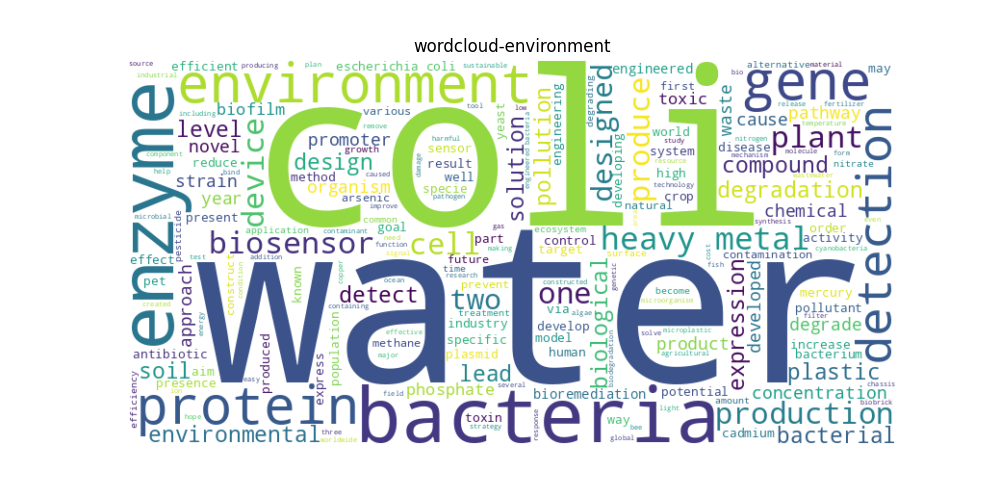 wordcloud-environment
source
efficient
producing
plan
escherichia coli
sustainable
engineered
alternative
material
may
industrial
environment
coli
bio
gene
enzyme
including
biofilm
various
tool
low
yeast
engineering
pollution
degrading
designed
produce
first
toxic
waste
release
fertilizer
cause
pathway
temperature
level
novel
device
promoter
remove
growth
harmful
sensor
solution
engineered bacteria
developing
world
study
system
disease
nitrogen
mechanism
molecule
form
plant
detection
component
reduce
help
bind
design
method
caused
damage
result
well
specie
pathogen
resource
high
technology
compound
nitrate
wastewater
strain
year
organism
arsenic
improve
natural
crop
degradation
synthesis
chemical
even
microbial
pesticide
present
application
contaminant
common
goal
need
gas
ecosystem
order
effect
test
approach
addition
biosensor
function
signal
cell
part
making
control
target
surface
heavy metal
cost
fish
activity
contamination
cyanobacteria
water
pet
created
construct
condition
known
copper
ocean
containing
future
time
research
prevent
constructed
algae
via
biological
genetic
become
microorganism
expression
developed
mercury
pollutant
filter
energy
detect
two
one
treatment
industry
effective
methane
major
specific
model
develop
human
plasmid
biodegradation
solve
microplastic
product
agricultural
degrade
increase
bacterium
antibiotic
soil
aim
presence
ion
easy
produced
express
population
field
lead
several
phosphate
bioremediation
potential
plastic
chassis
efficiency
protein
hope
bacteria
toxin
strategy
response
way
bee
light
global
amount
concentration
production
biobrick
environmental
three
worldwide
cadmium
bacterial